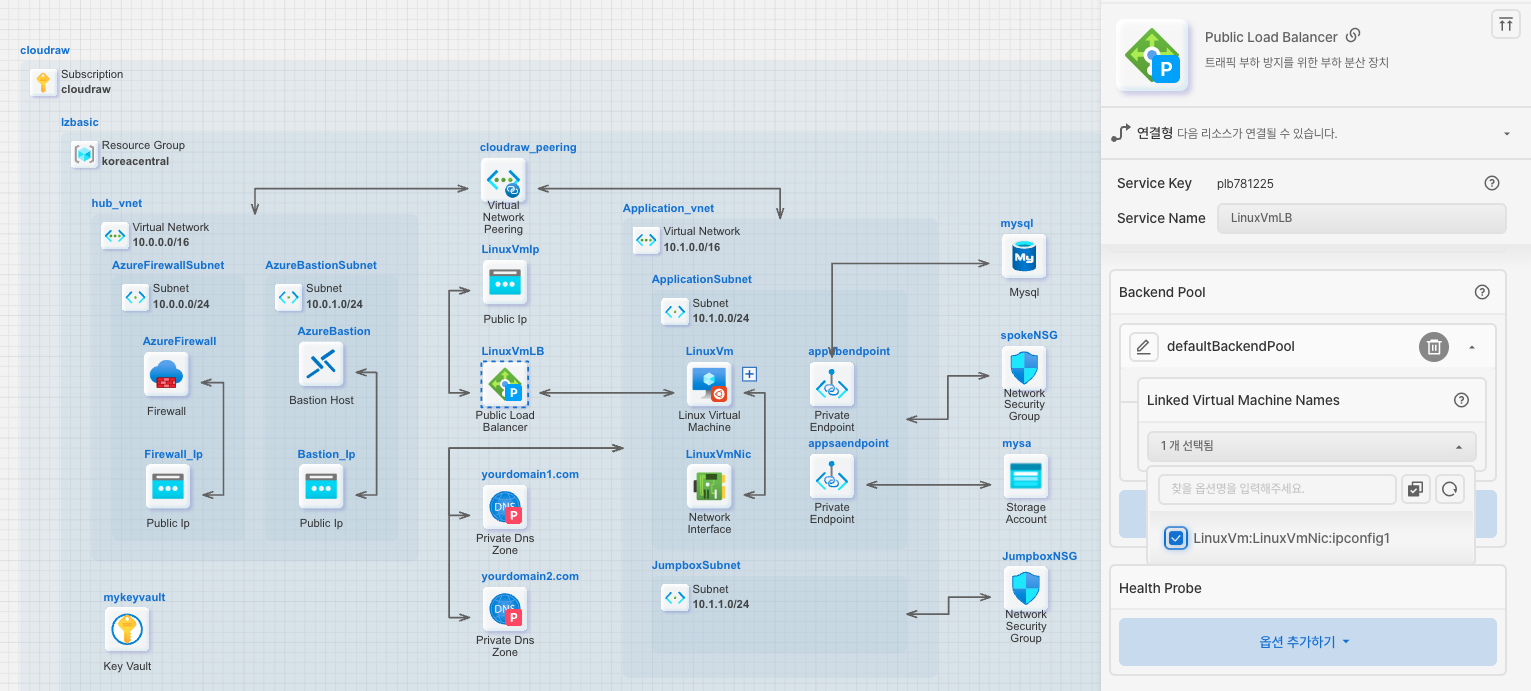 cloudraw
Subscription
cloudraw
lzbasic
Resource Group
koreacentral
cloudraw_peering
Virtual
Network
Peering
hub_vnet
Virtual Network
10.0.0.0/16
AzureFirewallSubnet
Subnet
10.0.0.0/24
AzureBastionSubnet
Subnet
10.0.1.0/24
AzureFirewall
Firewall
AzureBastion
Bastion Host
Firewall_Ip
Public Ip
Bastion_Ip
Public Ip
mykeyvault
Key Vault
LinuxVmIp
Public Ip
LinuxVmLB
P
Public Load
Balancer
yourdomain1.com
DNS
P
Private Dns
Zone
yourdomain2.com
DNS
P
Private Dns
Zone
Application_vnet
Virtual Network
10.1.0.0/16
ApplicationSubnet
Subnet
10.1.0.0/24
LinuxVm
Linux Virtual
Machine
LinuxVmNic
Network
Interface
Private
Endpoint
appsaendpoint
Private
Endpoint
JumpboxSubnet
Subnet
10.1.1.0/24
mysql
My
Mysql
spokeNSG
Network
Security
Group
mysa
Storage
Account
JumpboxNSG
Network
Security
Group
P
Public Load Balancer
트래픽 부하 방지를 위한 부하 분산 장치
연결형 다음 리소스가 연결될 수 있습니다.
Service Key plb781225
Service Name LinuxVmLB
Backend Pool
defaultBackendPool
Linked Virtual Machine Names
1 개 선택됨
찾을 옵션명을 입력해주세요.
LinuxVm:LinuxVmNic:ipconfig1
Health Probe
옵션 추가하기